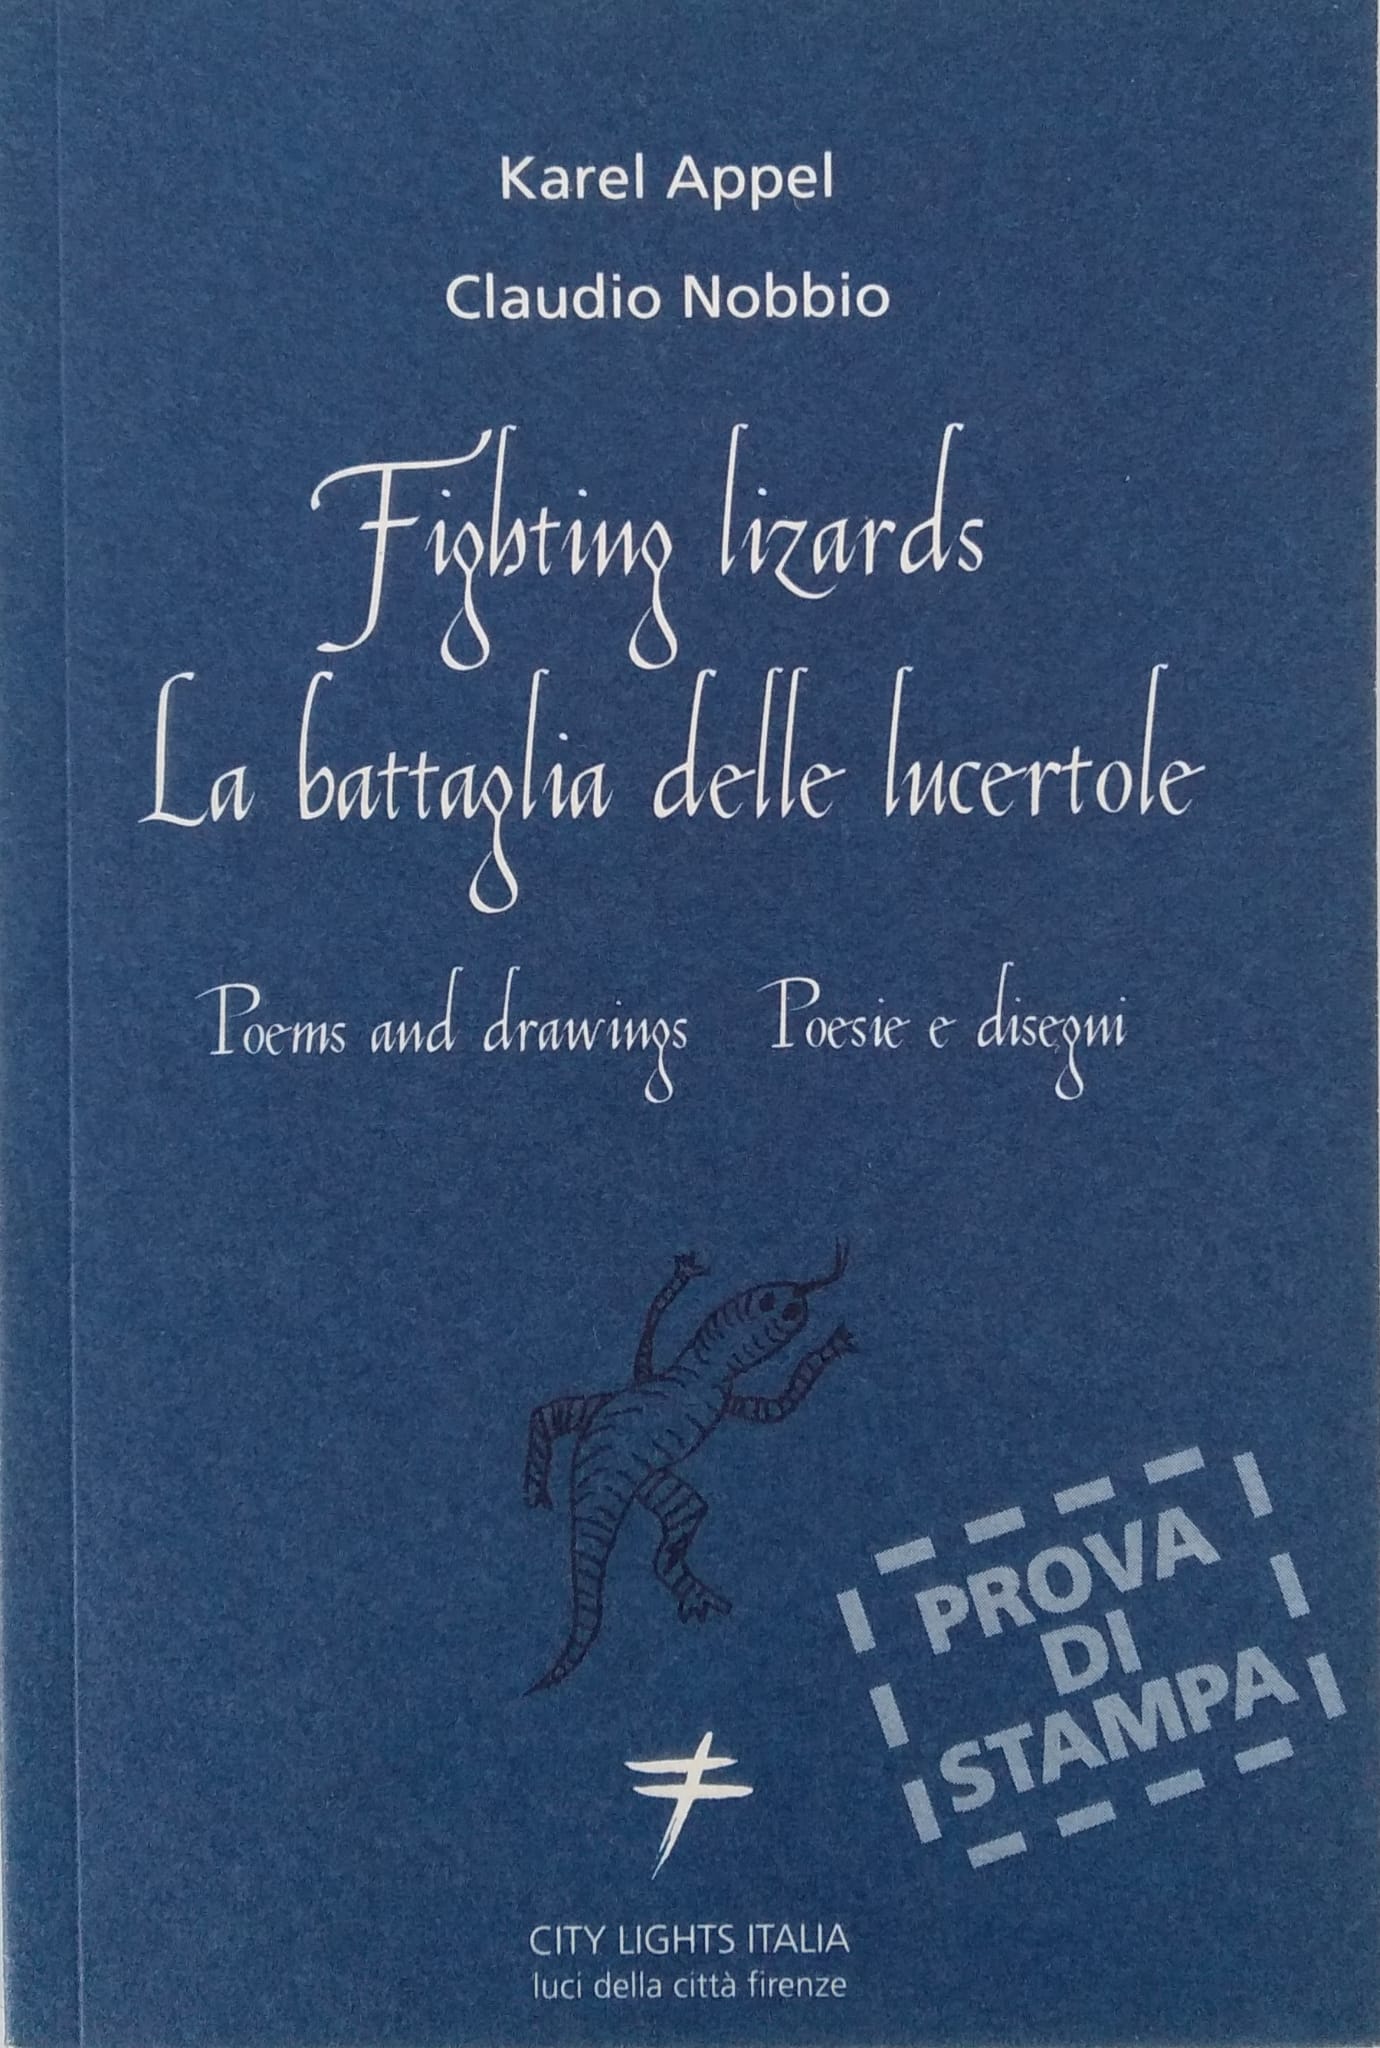 Karel Appel
Claudio Nobbio
Fighting lizards
La battaglia delle lucertole
Poems and drawings Poesie e disegni
PROVA
DI
STAMPA
CITY LIGHTS ITALIA
luci della città firenze